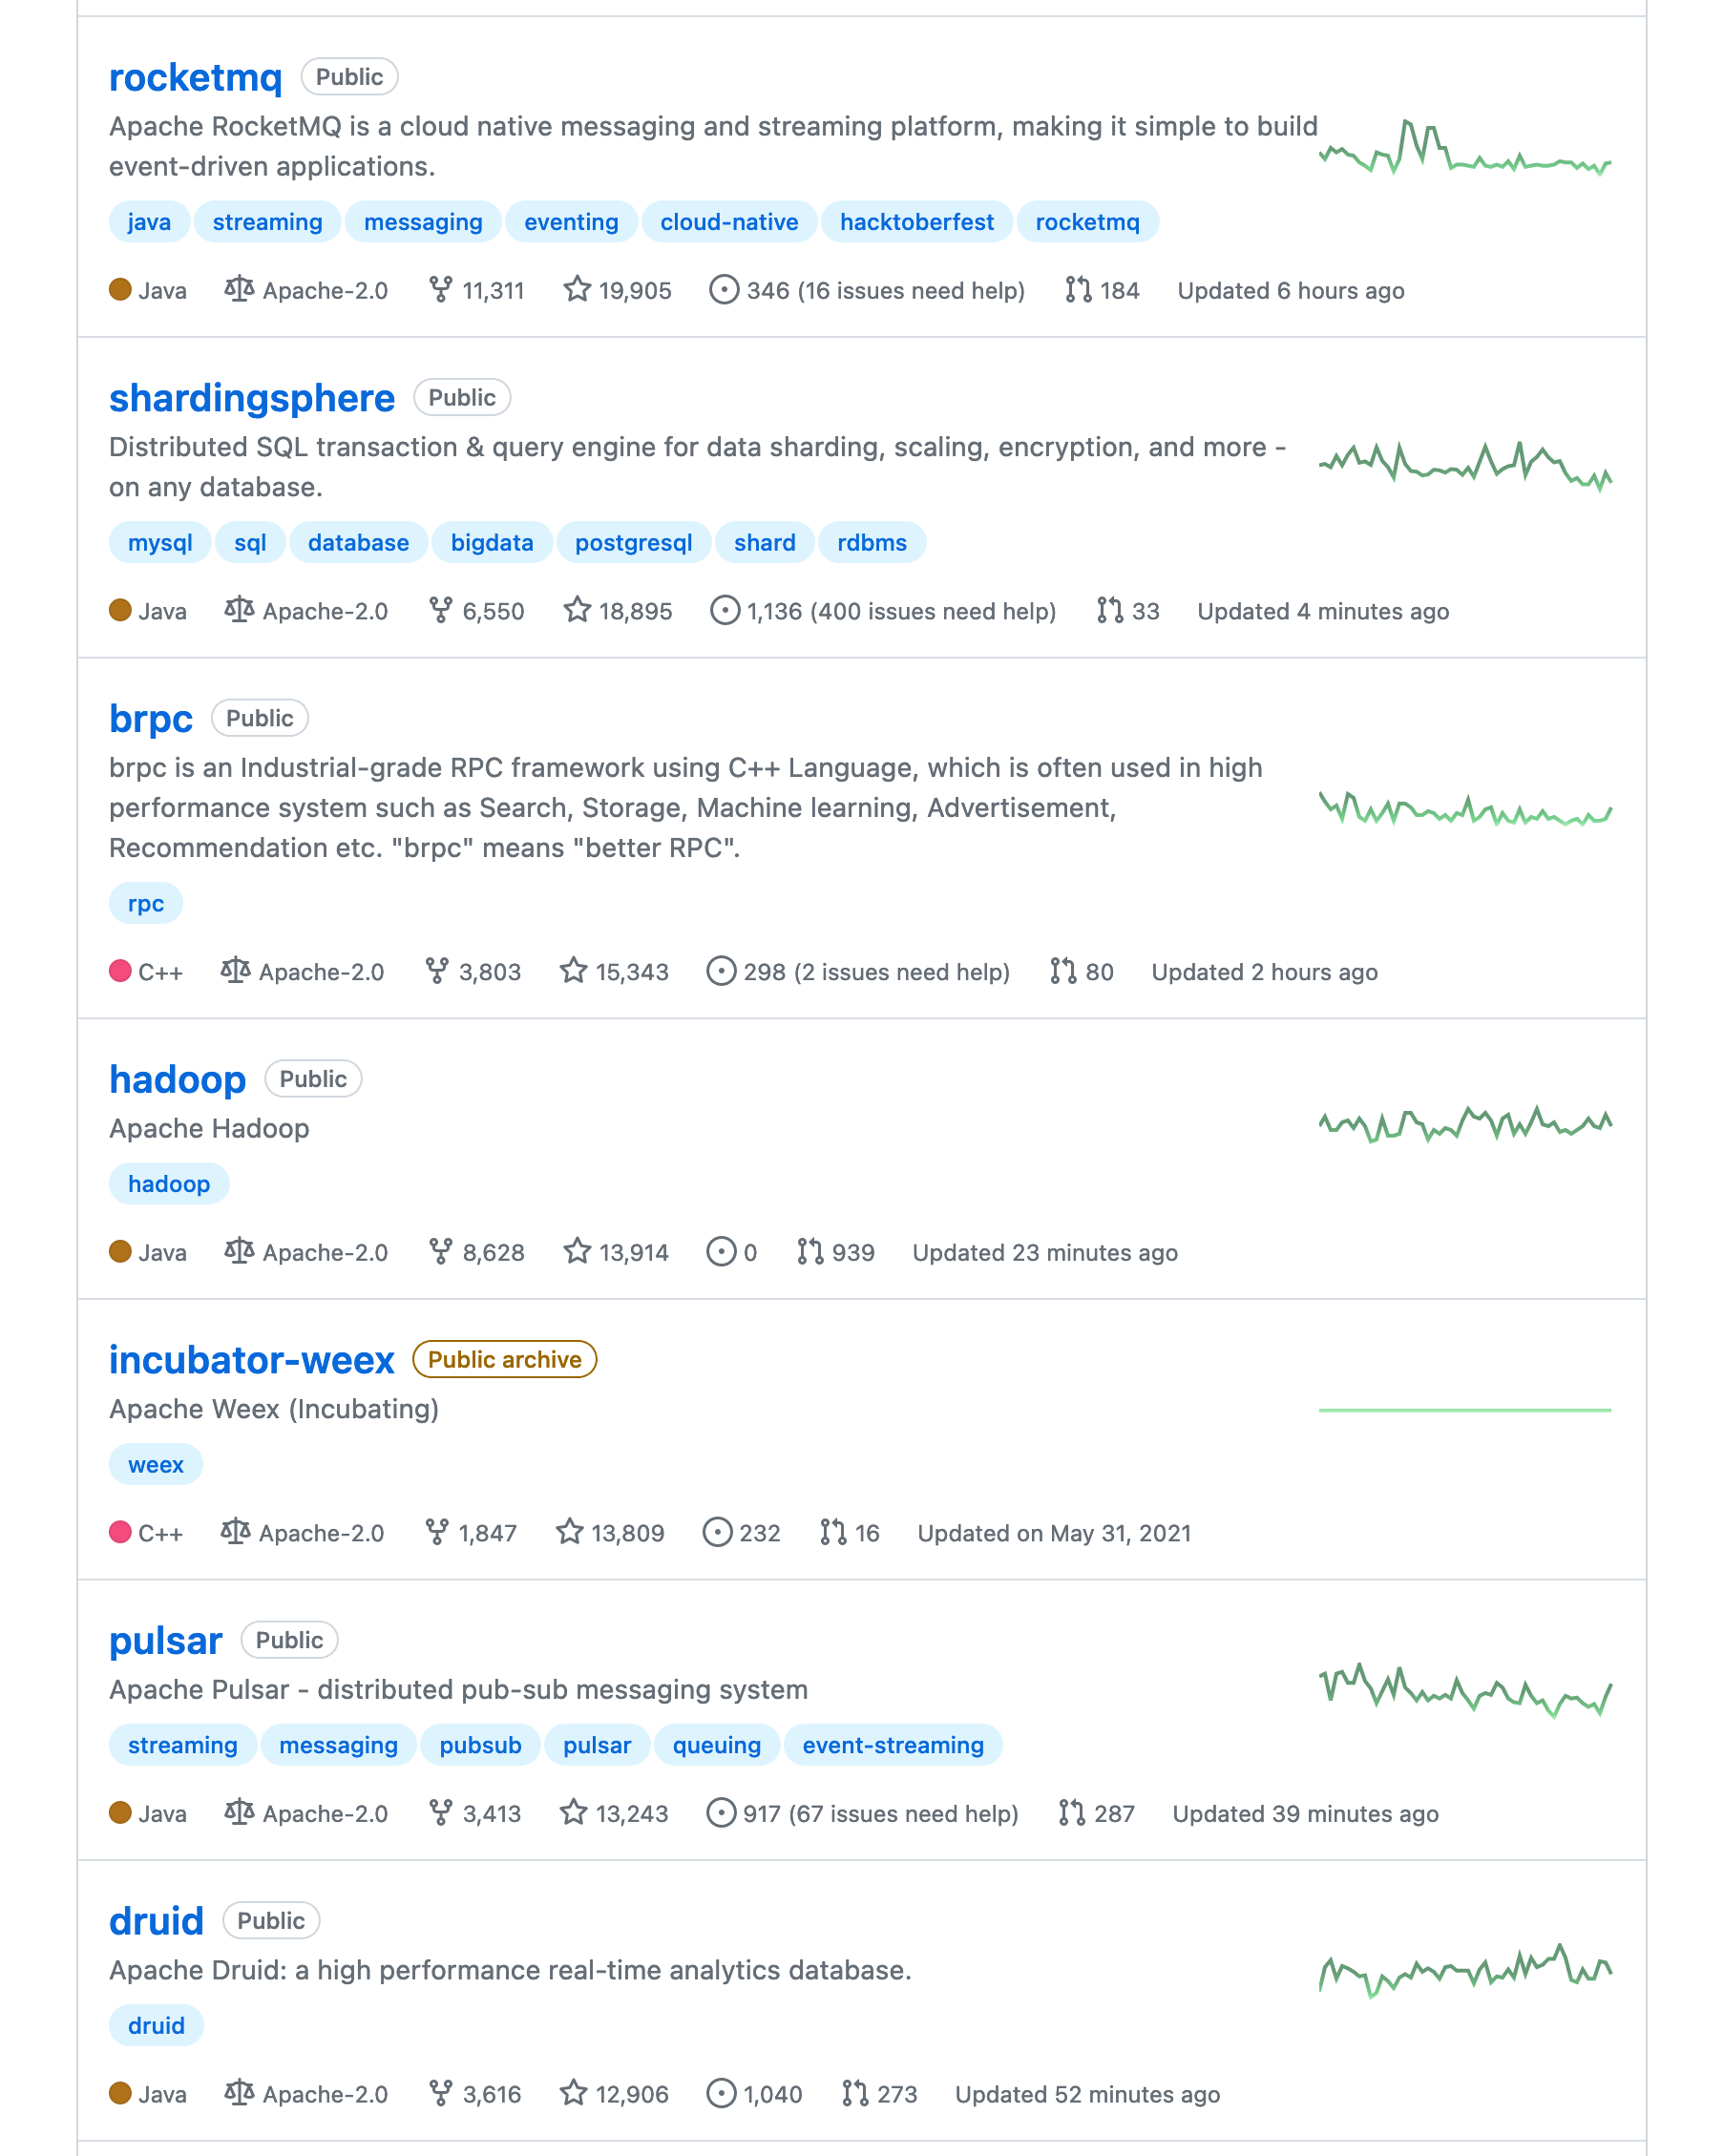 rocketmq Public
Apache RocketMQ is a cloud native messaging and streaming platform, making it simple to build
event-driven applications.
java streaming messaging eventing cloud-native hacktoberfest rocketmq
Java Apache-2.0 11,311 19,905 346 (16 issues need help) 184 Updated 6 hours ago
shardingsphere Public
Distributed SQL transaction & query engine for data sharding, scaling, encryption, and more -
on any database.
mysql sql database bigdata postgresql shard rdbms
Java Apache-2.0 6,550 18,895 1,136 (400 issues need help) 33 Updated 4 minutes ago
brpc Public
brpc is an Industrial-grade RPC framework using C++ Language, which is often used in high
performance system such as Search, Storage, Machine learning, Advertisement,
Recommendation etc. "brpc" means "better RPC".
rpc
C++ Apache-2.0 3,803 15,343 298 (2 issues need help) 80 Updated 2 hours ago
hadoop Public
Apache Hadoop
hadoop
Java Apache-2.0 8,628 13,914 0 939 Updated 23 minutes ago
incubator-weex Public archive
Apache Weex (Incubating)
weex
C++ Apache-2.0 1,847 13,809 232 16 Updated on May 31, 2021
pulsar Public
Apache Pulsar - distributed pub-sub messaging system
streaming messaging pubsub pulsar queuing event-streaming
Java Apache-2.0 3,413 13,243 917 (67 issues need help) 287 Updated 39 minutes ago
druid Public
Apache Druid: a high performance real-time analytics database.
druid
Java Apache-2.0 3,616 12,906 1,040 273 Updated 52 minutes ago